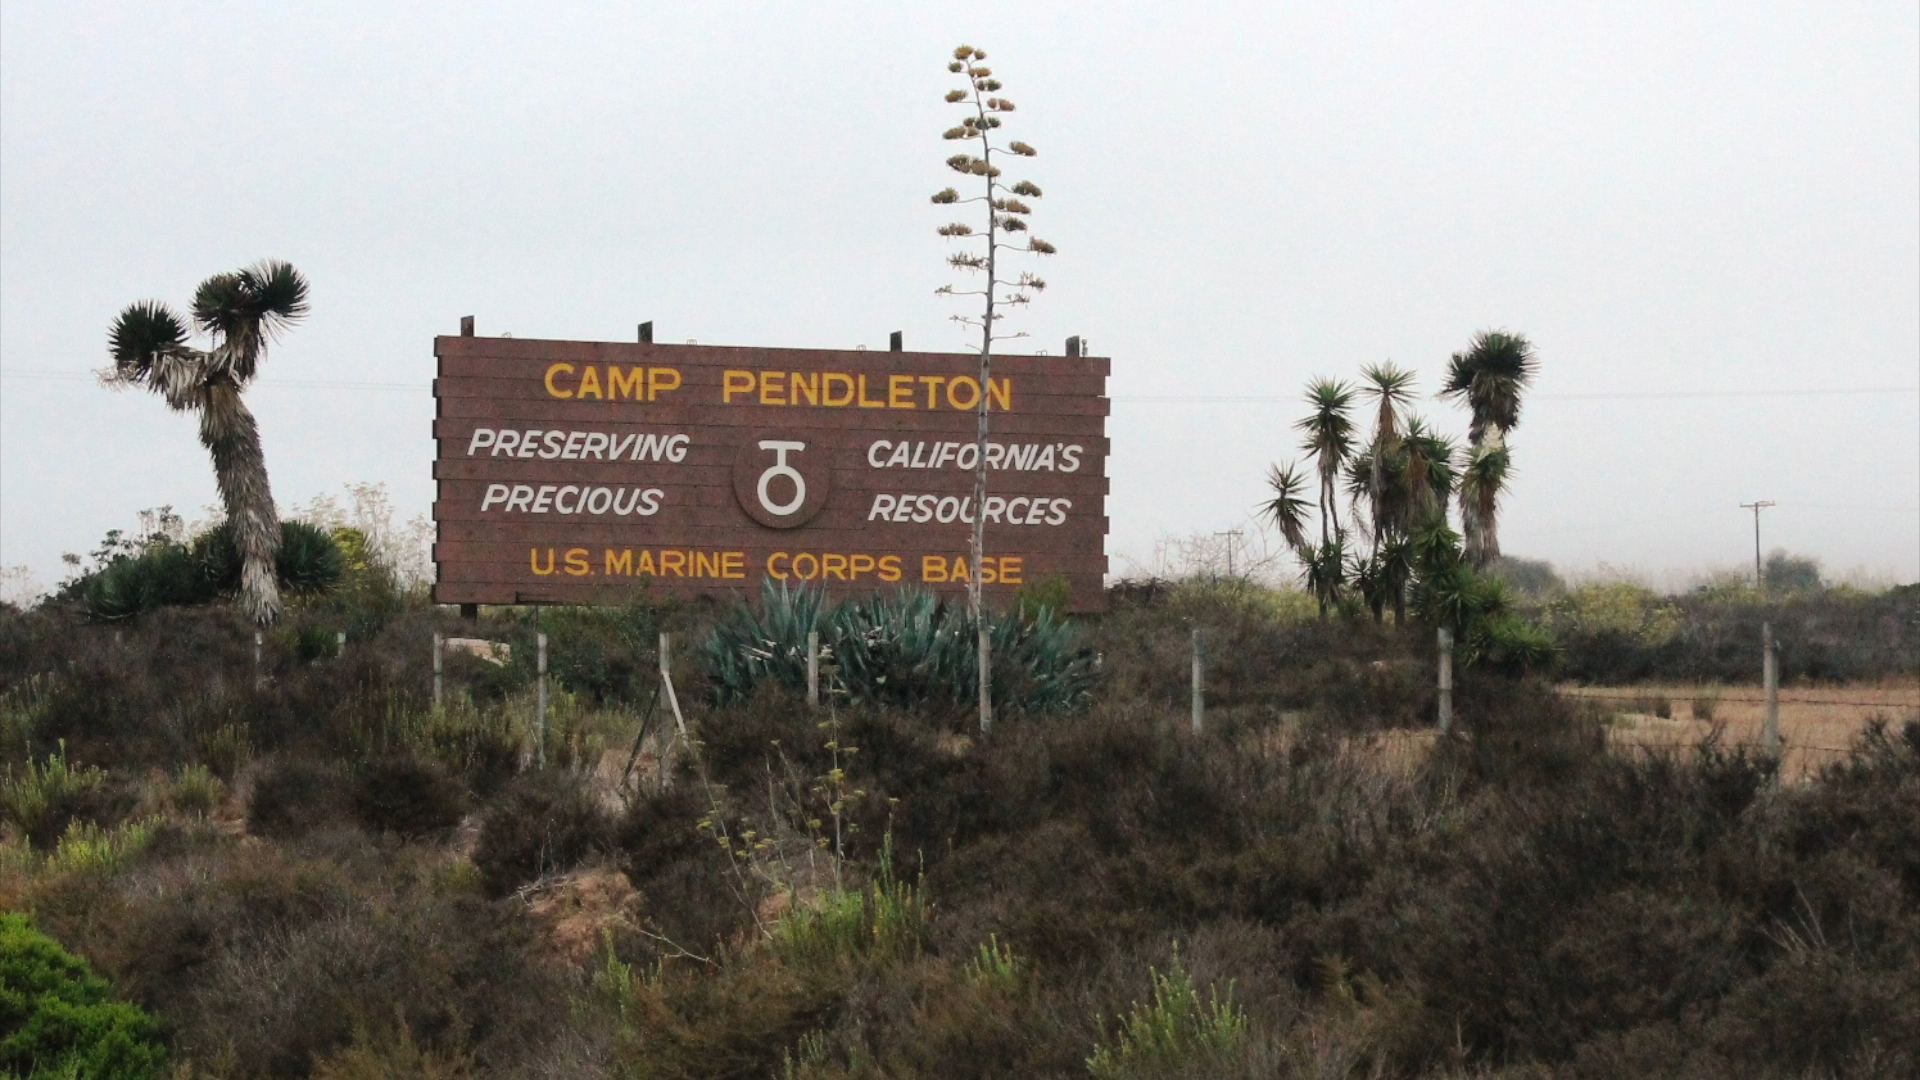 CAMP PENDLETON
PRESERVING
PRECIOUS
CALIFORNIA'S
RESOURCES
U.S. MARINE CORPS BASE